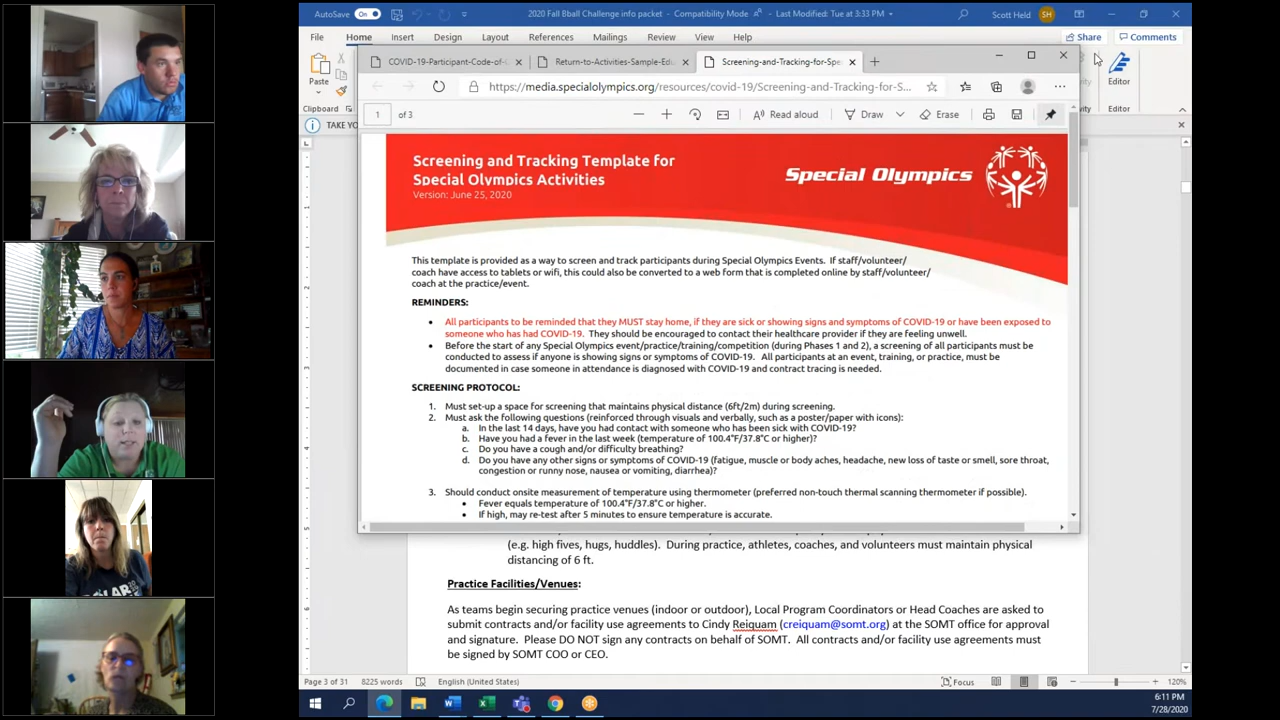 AutoSave On
2020 Fall Bball Challenge info packet - Compatibility Mode
- Last Modified: Tue at 3:33 PM
Scott Held SH
File Home Insert Draw Design Layout References Mailings Review View Help Share Comments
Paste
Clipboard
Editor
Editor
COVID-19-Participant-Code-of-
Return-to-Activities-Sample-Edu
Screening-and-Tracking-for-Spe
https://media.specialolympics.org/resources/covid-19/Screening-and-Tracking-for-S...
1 of 3 Read aloud Draw Erase
TAKE
Screening and Tracking Template for
Special Olympics Activities
Version: June 25, 2020
Special Olympics
This template is provided as a way to screen and track participants during Special Olympics Events. If staff/volunteer/
coach have access to tablets or wifi, this could also be converted to a web form that is completed online by staff/volunteer/
coach at the practice/event.
REMINDERS:
• All participants to be reminded that they MUST stay home, if they are sick or showing signs and symptoms of COVID-19 or have been exposed to
someone who has had COVID-19. They should be encouraged to contact their healthcare provider if they are feeling unwell.
• Before the start of any Special Olympics event/practice/training/competition (during Phases 1 and 2), a screening of all participants must be
conducted to assess if anyone is showing signs or symptoms of COVID-19. All participants at an event, training, or practice, must be
documented in case someone in attendance is diagnosed with COVID-19 and contract tracing is needed.
SCREENING PROTOCOL:
1. Must set-up a space for screening that maintains physical distance (6ft/2m) during screening.
2. Must ask the following questions (reinforced through visuals and verbally, such as a poster/paper with icons):
a. In the last 14 days, have you had contact with someone who has been sick with COVID-19?
b. Have you had a fever in the last week (temperature of 100.4°F/37.8°C or higher)?
c. Do you have a cough and/or difficulty breathing?
d. Do you have any other signs or symptoms of COVID-19 (fatigue, muscle or body aches, headache, new loss of taste or smell, sore throat,
congestion or runny nose, nausea or vomiting, diarrhea)?
3. Should conduct onsite measurement of temperature using thermometer (preferred non-touch thermal scanning thermometer if possible).
• Fever equals temperature of 100.4°F/37.8°C or higher.
• If high, may re-test after 5 minutes to ensure temperature is accurate.
(e.g. high fives, hugs, huddles). During practice, athletes, coaches, and volunteers must maintain physical
distancing of 6 ft.
Practice Facilities/Venues:
As teams begin securing practice venues (indoor or outdoor), Local Program Coordinators or Head Coaches are asked to
submit contracts and/or facility use agreements to Cindy Reiquam (creiquam@somt.org) at the SOMT office for approval
and signature. Please DO NOT sign any contracts on behalf of SOMT. All contracts and/or facility use agreements must
be signed by SOMT COO or CEO.
Page 3 of 31 8225 words English (United States) Focus 120%
6:11 PM
7/28/2020